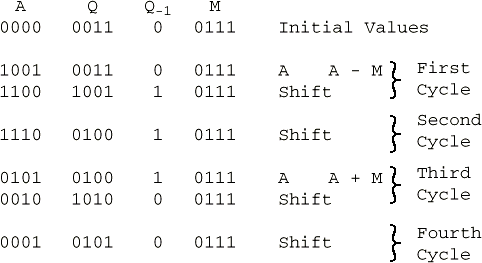 A Q Q-1 M
0000 0011 0 0111 Initial Values
1001 0011 0 0111 A A - M } First
1100 1001 1 0111 Shift Cycle
Second
1110 0100 1 0111 Shift } Cycle
0101 0100 1 0111 A A + M } Third
0010 1010 0 0111 Shift Cycle
Fourth
0001 0101 0 0111 Shift } Cycle